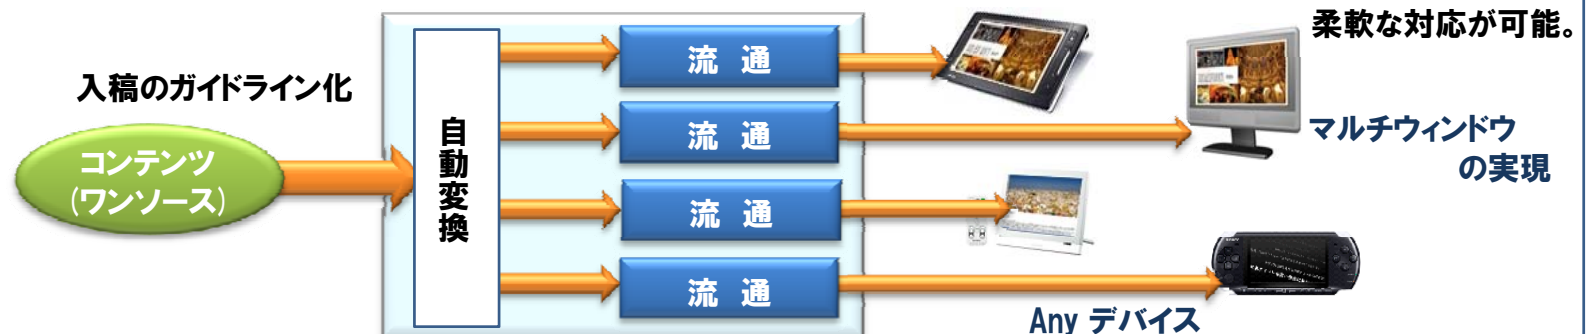 柔軟な対応が可能。
入稿のガイドライン化
コンテンツ
(ワンソース)
自動変換
流 通
流 通
流 通
流 通
マルチウィンドウ
の実現
Any デバイス